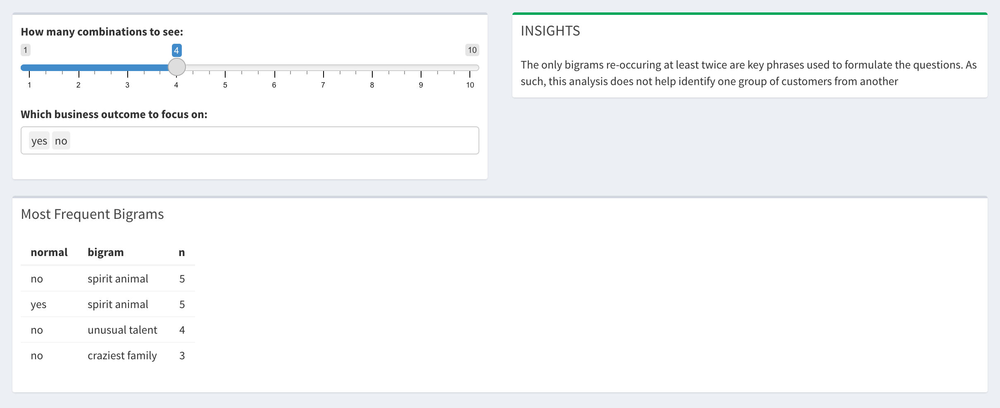 How many combinations to see:
1 4 10
1 2 3 4 5 6 7 8 9 10
Which business outcome to focus on:
yes no
INSIGHTS
The only bigrams re-occuring at least twice are key phrases used to formulate the questions. As
such, this analysis does not help identify one group of customers from another
Most Frequent Bigrams
normal bigram n
no spirit animal 5
yes spirit animal 5
no unusual talent 4
no craziest family 3